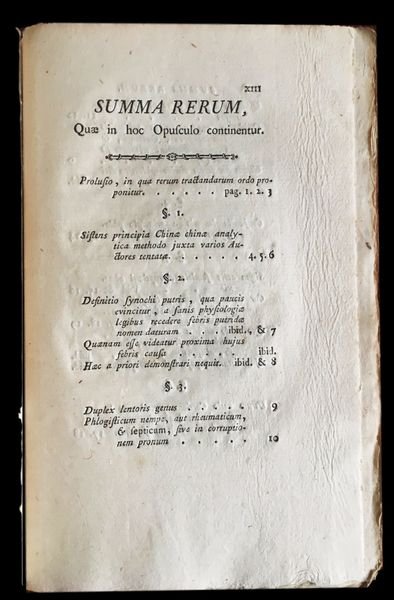 XIII
SUMMA RERUM,
Quæ in hoc Opuſculo continentur.
Proluſio, in qua rerum tractandarum ordo pro-
ponitur. . . . . . pag. 1. 2. 3
§. 1.
Siſtens principia Chinæ chinæ analy-
tica methodo juxta varios Au-
ctores tentatæ. . . . . . 4. 5. 6
§. 2.
Definitio ſynochi putris, qua paucis
evincitur, a ſanis phyſiologiæ
legibus recedere febris putridæ
nomen daturam . . . ibid., & 7
Quænam eſſe videatur proxima hujus
febris cauſa . . . . . ibid.
Hæc a priori demonſtrari nequit. ibid. & 8
§. 3.
Duplex lentoris genus . . . . . 9
Phlogiſticum nempe, aut rheumaticum,
& ſepticum, ſive in corruptio-
nem pronum . . . . . 10